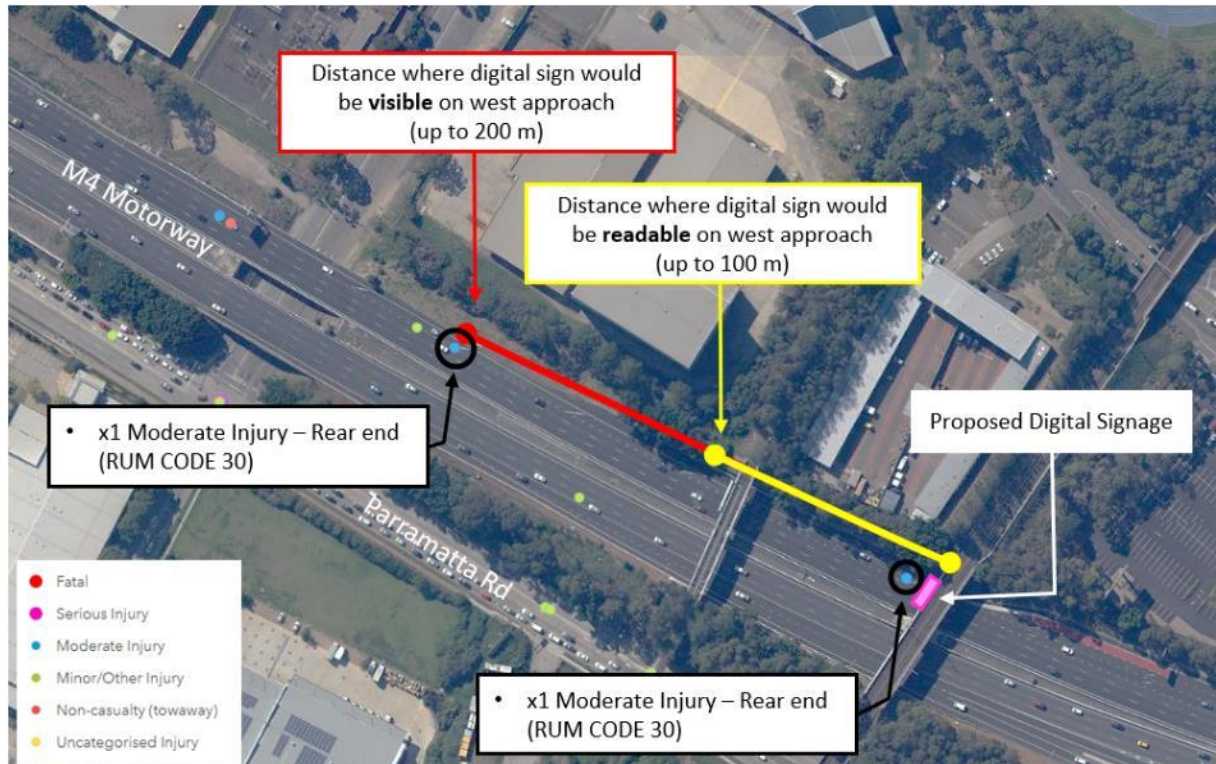 Distance where digital sign would
be visible on west approach
(up to 200 m)
M4 Motorway
Distance where digital sign would
be readable on west approach
(up to 100 m)
• x1 Moderate Injury – Rear end
(RUM CODE 30)
Proposed Digital Signage
Parramatta Rd
Fatal
Serious Injury
Moderate Injury
Minor/Other Injury
Non-casualty (towaway)
Uncategorised Injury
• x1 Moderate Injury – Rear end
(RUM CODE 30)